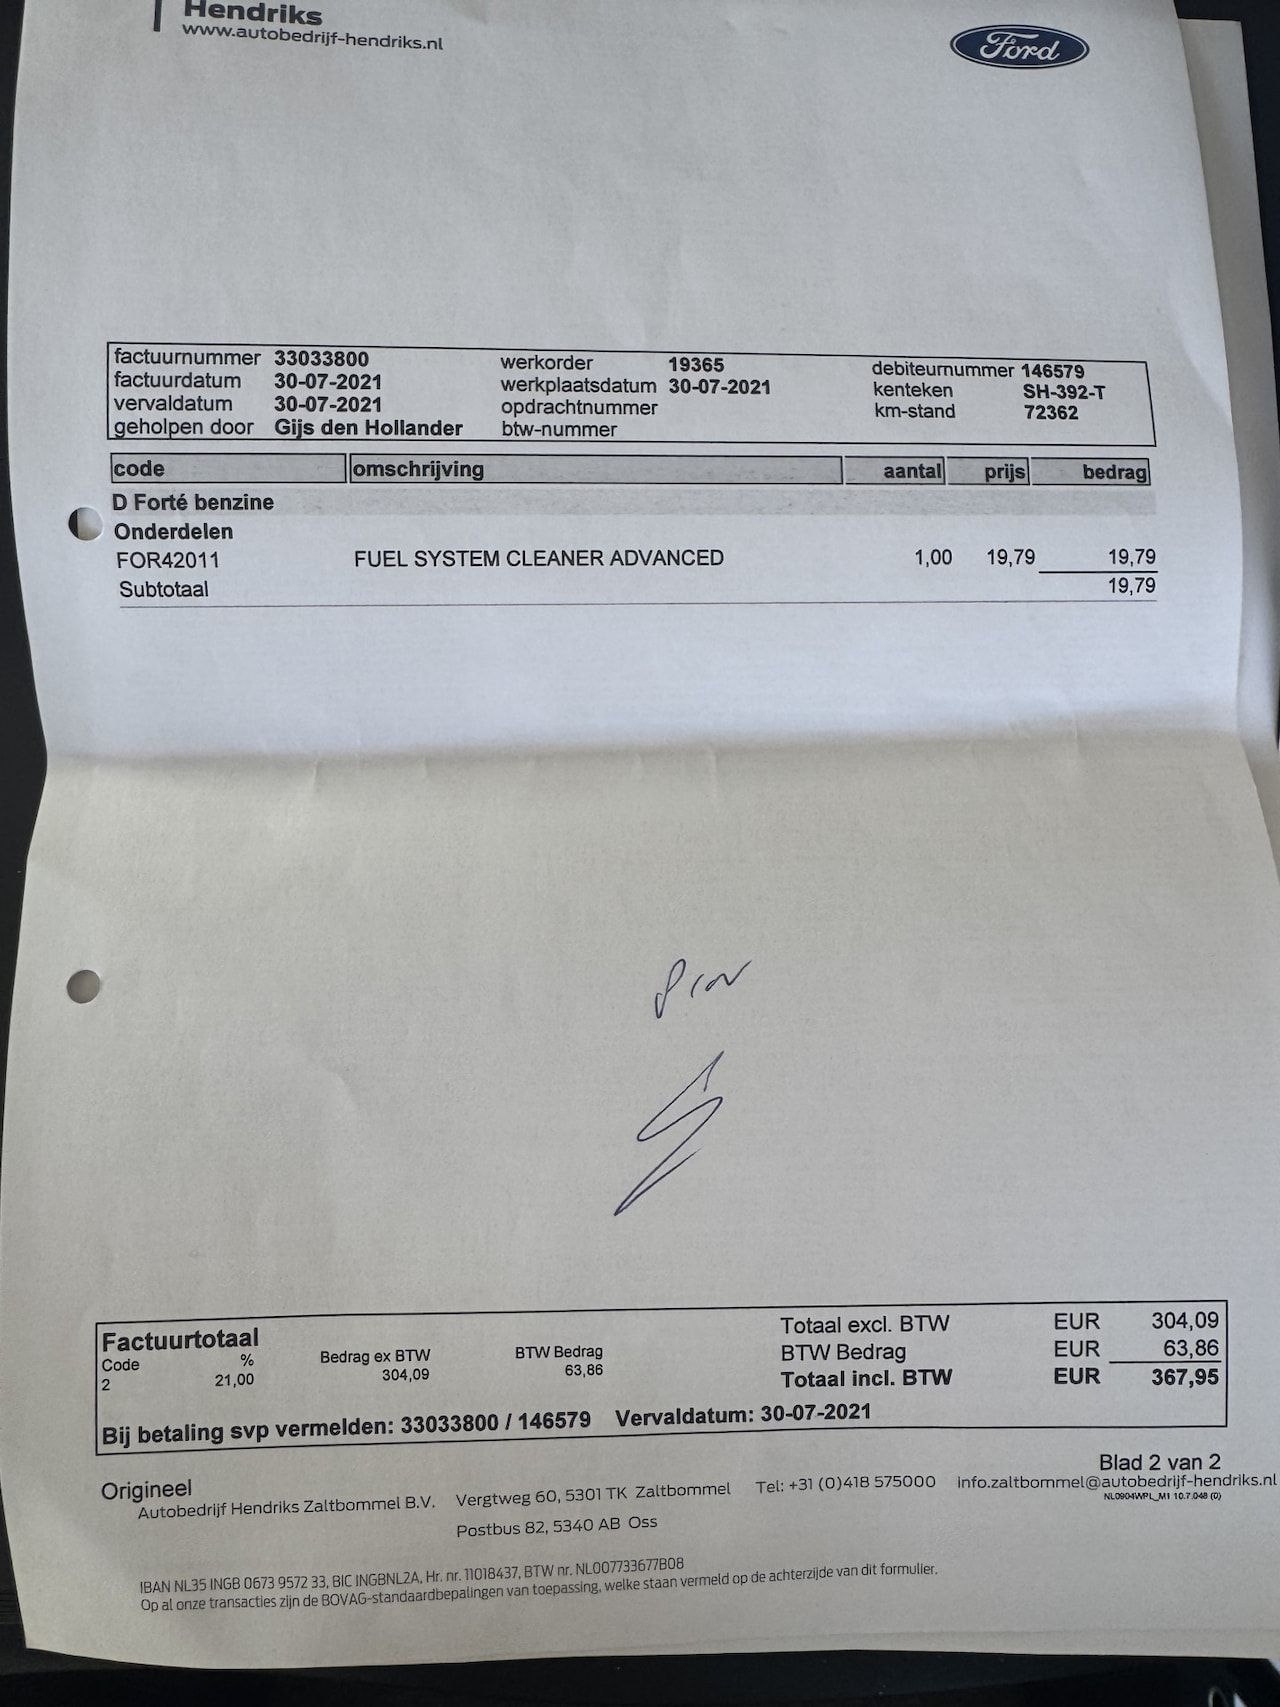 Hendriks
www.autobedrijf-hendriks.nl
Ford
factuurnummer 33033800 werkorder 19365 debiteurnummer 146579
factuurdatum 30-07-2021 werkplaatsdatum 30-07-2021 kenteken SH-392-T
vervaldatum 30-07-2021 opdrachtnummer km-stand 72362
geholpen door Gijs den Hollander btw-nummer
code omschrijving aantal prijs bedrag
D Forté benzine
Onderdelen
FOR42011 FUEL SYSTEM CLEANER ADVANCED 1,00 19,79 19,79
Subtotaal 19,79
Factuurtotaal Totaal excl. BTW EUR 304,09
Code % Bedrag ex BTW BTW Bedrag BTW Bedrag EUR 63,86
2 21,00 304,09 63,86 Totaal incl. BTW EUR 367,95
Bij betaling svp vermelden: 33033800 / 146579 Vervaldatum: 30-07-2021
Blad 2 van 2
Origineel
Autobedrijf Hendriks Zaltbommel B.V. Vergtweg 60, 5301 TK Zaltbommel Tel: +31 (0)418 575000 info.zaltbommel@autobedrijf-hendriks.nl
NL0904WPL_M1 10.7.048 (0)
Postbus 82, 5340 AB Oss
IBAN NL35 INGB 0673 9572 33, BIC INGBNL2A, Hr. nr. 11018437, BTW nr. NL007733677B08
Op al onze transacties zijn de BOVAG-standaardbepalingen van toepassing, welke staan vermeld op de achterzijde van dit formulier.